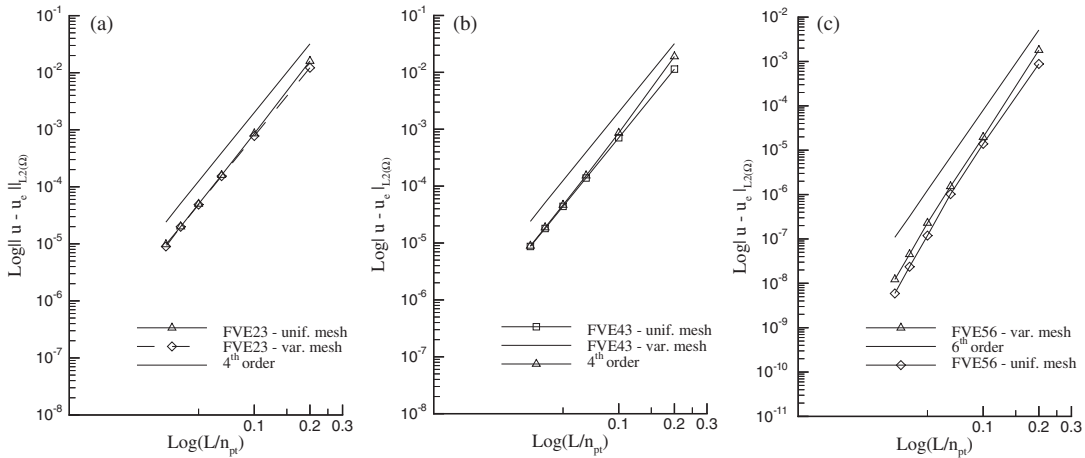 (a)
10^-1
10^-2
10^-3
10^-4
10^-5
10^-6
10^-7
10^-8
Log|| u - u_e ||_L2(Ω)
FVE23 - unif. mesh
FVE23 - var. mesh
4^th order
0.1 0.2 0.3
Log(L/n_pt)
(b)
10^-1
10^-2
10^-3
10^-4
10^-5
10^-6
10^-7
10^-8
Log| u - u_e |_L2(Ω)
FVE43 - unif. mesh
FVE43 - var. mesh
4^th order
0.1 0.2 0.3
Log(L/n_pt)
(c)
10^-2
10^-3
10^-4
10^-5
10^-6
10^-7
10^-8
10^-9
10^-10
10^-11
Log| u - u_e |_L2(Ω)
FVE56 - var. mesh
6^th order
FVE56 - unif. mesh
0.1 0.2 0.3
Log(L/n_pt)